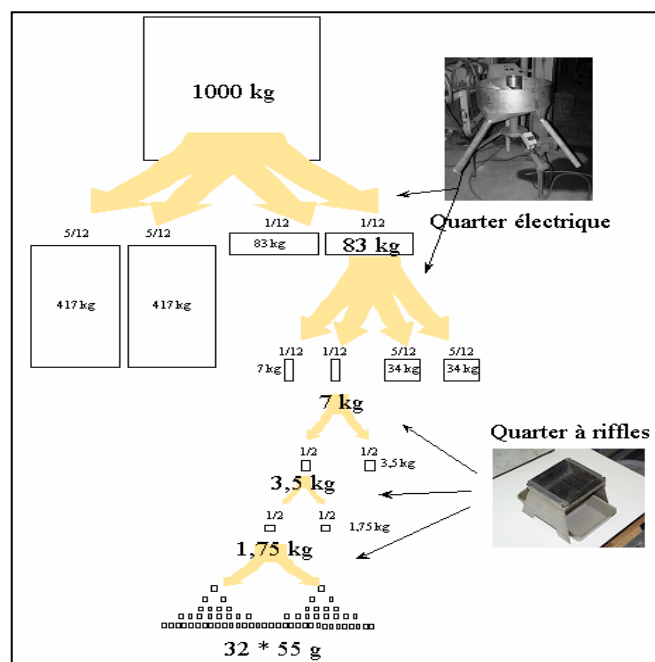 1000 kg
Quarter électrique
5/12 5/12 1/12 1/12
83 kg 83 kg
417 kg 417 kg
1/12 1/12 5/12 5/12
7 kg 34 kg 34 kg
7 kg
Quarter à riffles
1/2 1/2
3,5 kg
3,5 kg
1/2 1/2
1,75 kg
1,75 kg
32 * 55 g